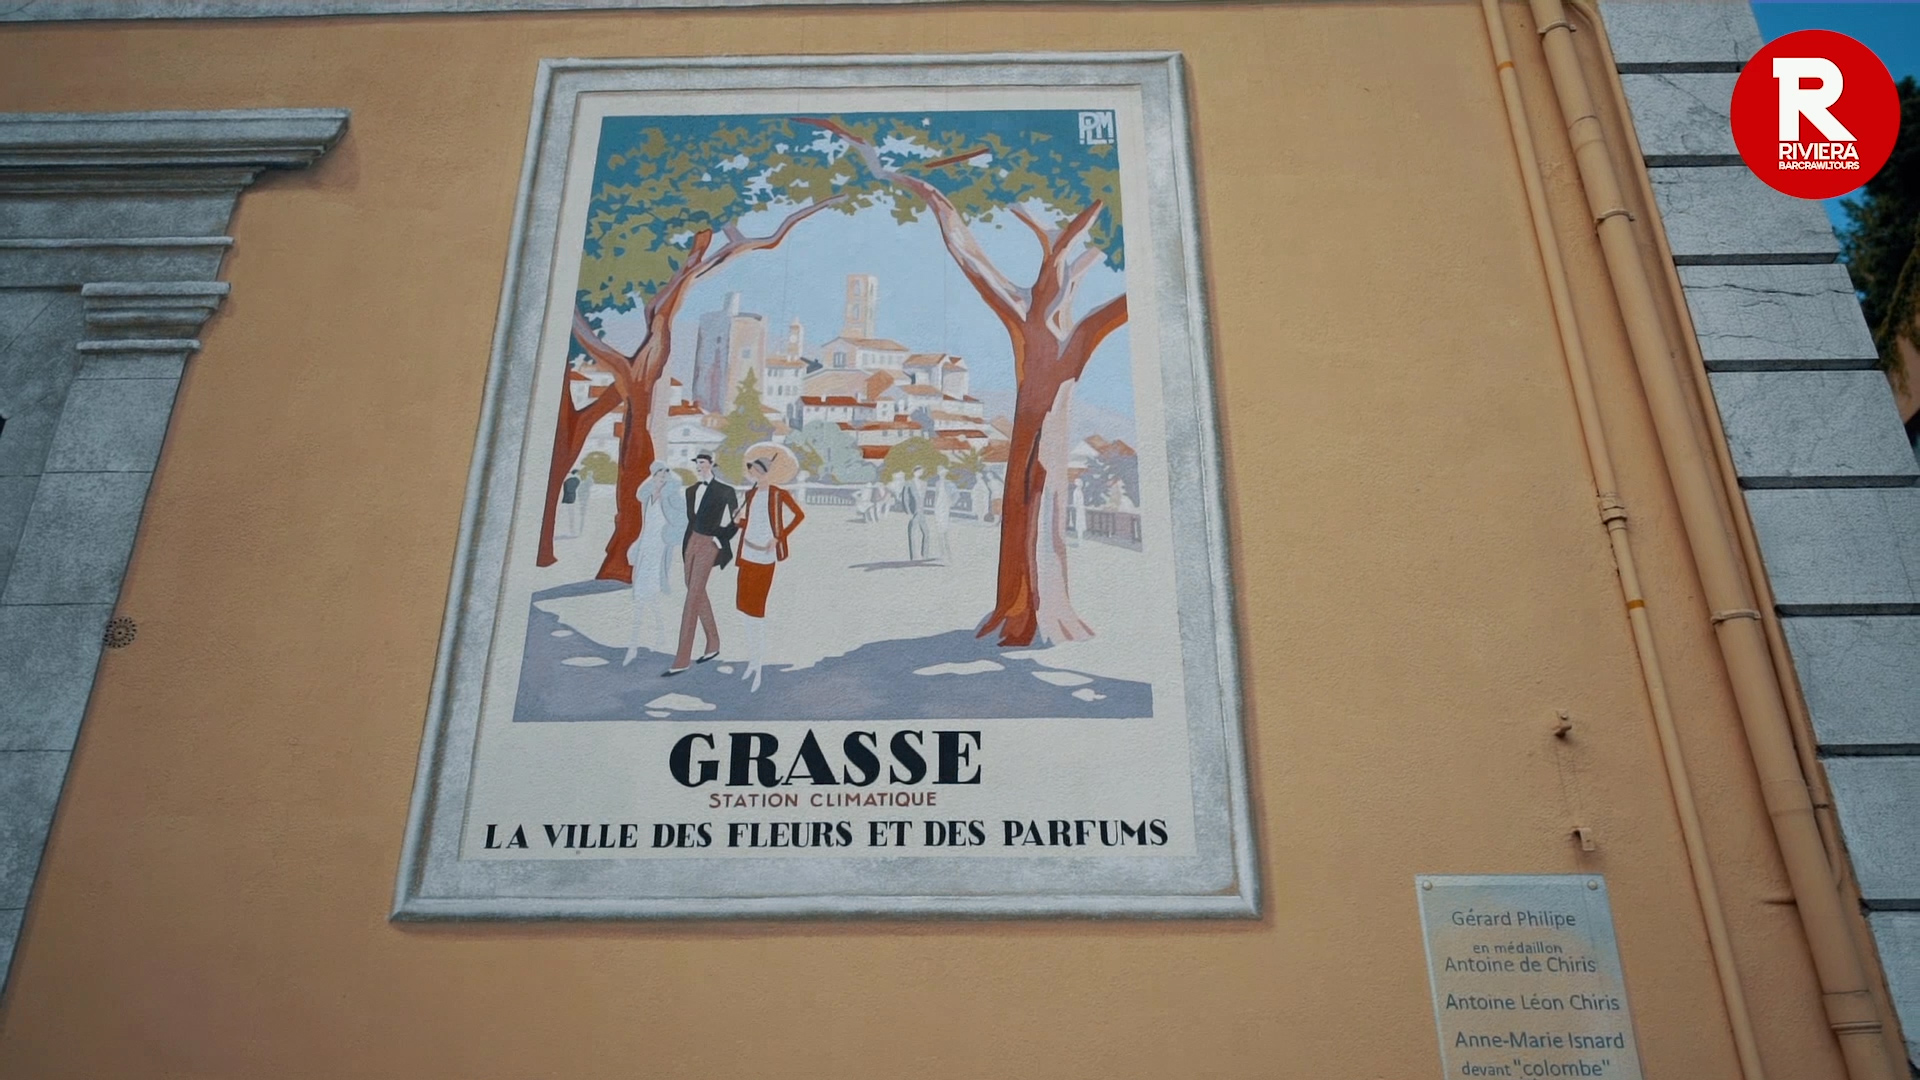 PLM
GRASSE
STATION CLIMATIQUE
LA VILLE DES FLEURS ET DES PARFUMS
R
RIVIERA
BARCRAWLTOURS
Gérard Philipe
en médaillon
Antoine de Chiris
Antoine Léon Chiris
Anne-Marie Isnard
devant "colombe"